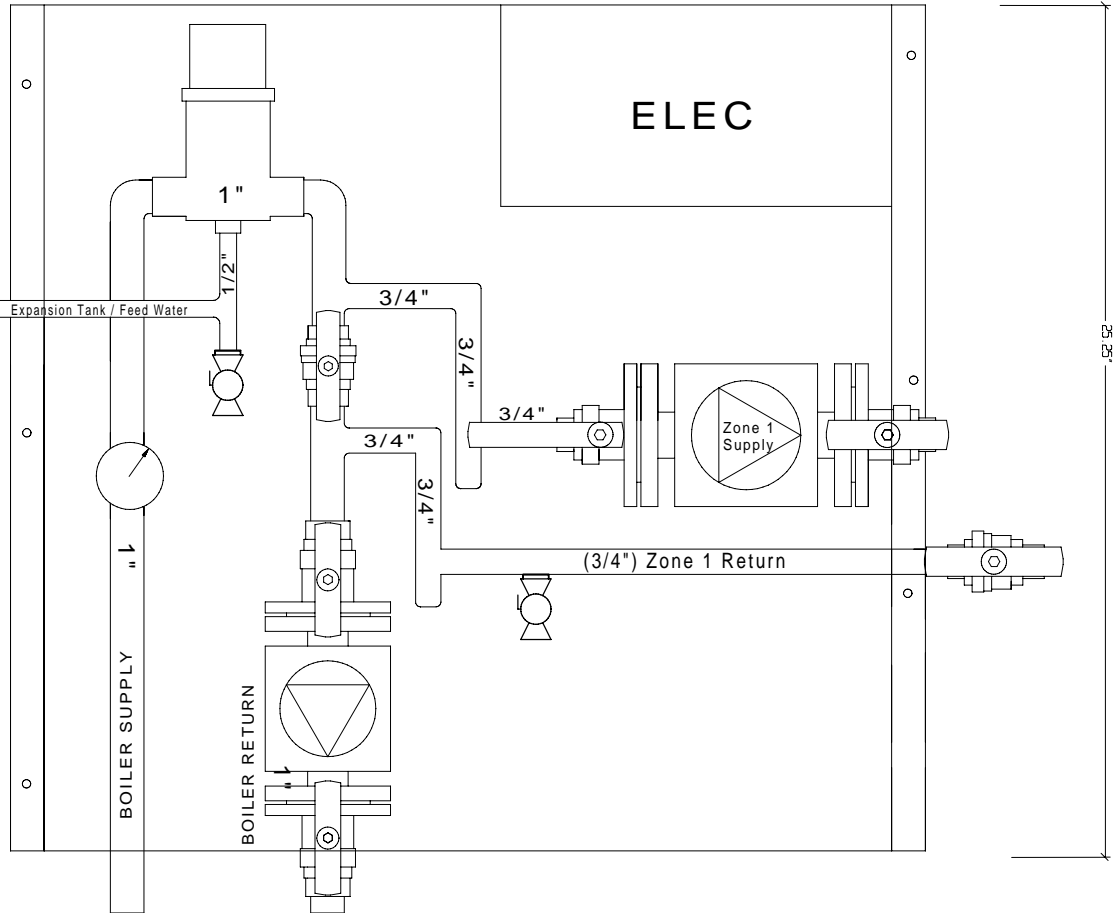 ELEC
1"
1/2"
Expansion Tank / Feed Water
3/4"
3/4"
3/4"
Zone 1
Supply
3/4"
3/4"
(3/4") Zone 1 Return
1"
BOILER SUPPLY
BOILER RETURN
1"
25.25"